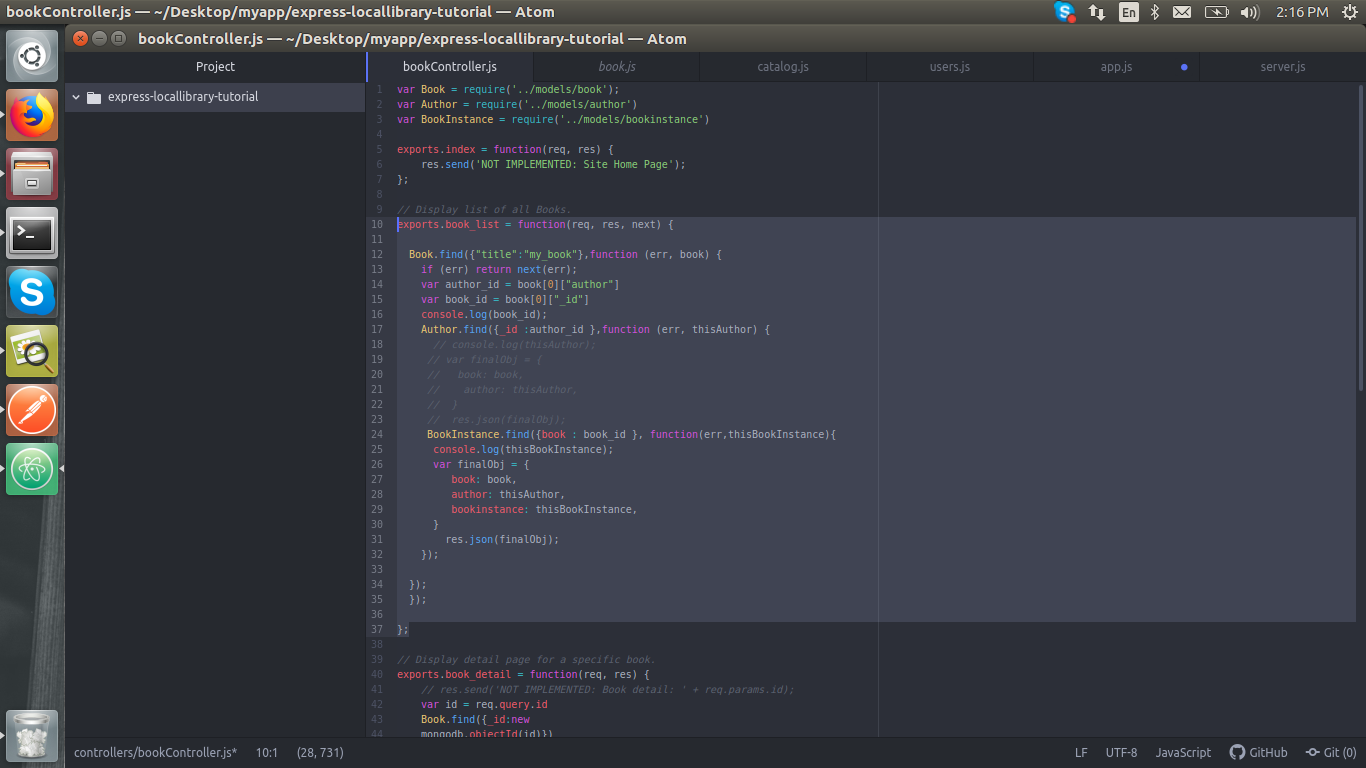 bookController.js — ~/Desktop/myapp/express-locallibrary-tutorial — Atom
En
2:16 PM
bookController.js — ~/Desktop/myapp/express-locallibrary-tutorial — Atom
Project
bookController.js
book.js
catalog.js
users.js
app.js
server.js
express-locallibrary-tutorial
1 var Book = require('../models/book');
2 var Author = require('../models/author')
3 var BookInstance = require('../models/bookinstance')
4
5 exports.index = function(req, res) {
6 res.send('NOT IMPLEMENTED: Site Home Page');
7 };
8
9 // Display list of all Books.
10 exports.book_list = function(req, res, next) {
11
12 Book.find({"title":"my_book"},function (err, book) {
13 if (err) return next(err);
14 var author_id = book[0]["author"]
15 var book_id = book[0]["_id"]
16 console.log(book_id);
17 Author.find({_id :author_id },function (err, thisAuthor) {
18 // console.log(thisAuthor);
19 // var finalObj = {
20 // book: book,
21 // author: thisAuthor,
22 // }
23 // res.json(finalObj);
24 BookInstance.find({book : book_id }, function(err,thisBookInstance){
25 console.log(thisBookInstance);
26 var finalObj = {
27 book: book,
28 author: thisAuthor,
29 bookinstance: thisBookInstance,
30 }
31 res.json(finalObj);
32 });
33
34 });
35 });
36
37 };
38
39 // Display detail page for a specific book.
40 exports.book_detail = function(req, res) {
41 // res.send('NOT IMPLEMENTED: Book detail: ' + req.params.id);
42 var id = req.query.id
43 Book.find({_id:new
44 mongodb.objectId(id)})
controllers/bookController.js*
10:1
(28, 731)
LF
UTF-8
JavaScript
GitHub
Git (0)